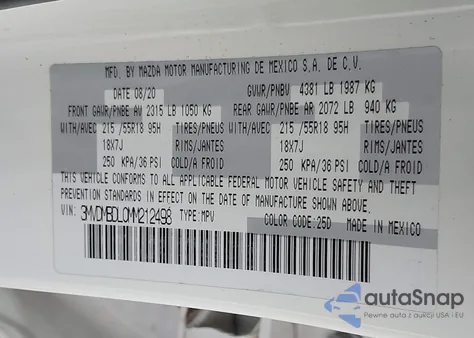 MFD. BY MAZDA MOTOR MANUFACTURING DE MEXICO S.A. DE C.V.
DATE 08/20 GVWR/PNBV 4381 LB 1987 KG
FRONT GAWR/PNBE AV 2315 LB 1050 KG REAR GAWR/PNBE AR 2072 LB 940 KG
WITH/AVEC 215 /55R18 95H TIRES/PNEUS WITH/AVEC 215 /55R18 95H TIRES/PNEUS
18X7J RIMS/JANTES 18X7J RIMS/JANTES
250 KPA/36 PSI COLD/A FROID 250 KPA/36 PSI COLD/A FROID
THIS VEHICLE CONFORMS TO ALL APPLICABLE FEDERAL MOTOR VEHICLE SAFETY AND THEFT
PREVENTION STANDARDS IN EFFECT ON THE DATE OF MANUFACTURE SHOWN ABOVE.
VIN: 3MVDMBDL0MM212498 TYPE:MPV COLOR CODE:25D MADE IN MEXICO
autoSnap
Pewne auto z aukcji USA i EU